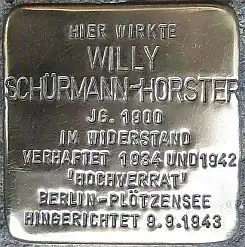 HIER WIRKTE
WILLY
SCHÜRMANN-HORSTER
JG. 1900
IM WIDERSTAND
VERHAFTET 1934 UND 1942
'HOCHVERRAT'
BERLIN-PLÖTZENSEE
HINGERICHTET 9.9.1943